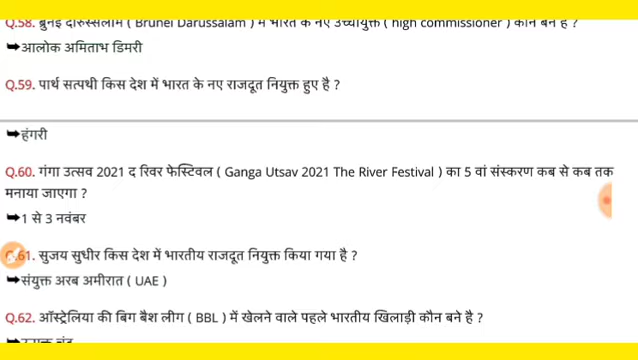 Q.58. ब्रुनेई दारुस्सलाम ( Brunei Darussalam ) में भारत के नए उच्चायुक्त ( high commissioner ) कौन बने है ?
➥आलोक अमिताभ डिमरी
Q.59. पार्थ सत्पथी किस देश में भारत के नए राजदूत नियुक्त हुए है ?
➥हंगरी
Q.60. गंगा उत्सव 2021 द रिवर फेस्टिवल ( Ganga Utsav 2021 The River Festival ) का 5 वां संस्करण कब से कब तक
मनाया जाएगा ?
➥1 से 3 नवंबर
Q.61. सुजय सुधीर किस देश में भारतीय राजदूत नियुक्त किया गया है ?
➥संयुक्त अरब अमीरात ( UAE )
Q.62. ऑस्ट्रेलिया की बिग बैश लीग ( BBL ) में खेलने वाले पहले भारतीय खिलाड़ी कौन बने है ?